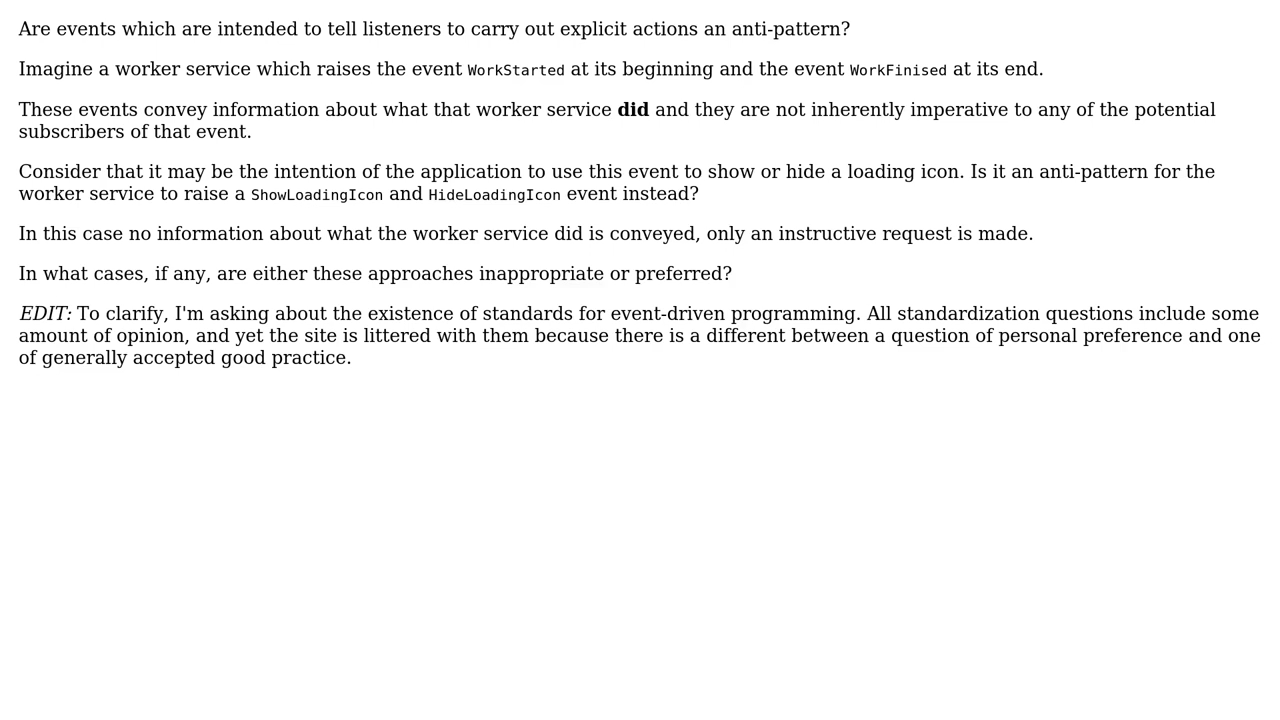 Are events which are intended to tell listeners to carry out explicit actions an anti-pattern?
Imagine a worker service which raises the event WorkStarted at its beginning and the event WorkFinised at its end.
These events convey information about what that worker service did and they are not inherently imperative to any of the potential
subscribers of that event.
Consider that it may be the intention of the application to use this event to show or hide a loading icon. Is it an anti-pattern for the
worker service to raise a ShowLoadingIcon and HideLoadingIcon event instead?
In this case no information about what the worker service did is conveyed, only an instructive request is made.
In what cases, if any, are either these approaches inappropriate or preferred?
EDIT: To clarify, I'm asking about the existence of standards for event-driven programming. All standardization questions include some
amount of opinion, and yet the site is littered with them because there is a different between a question of personal preference and one
of generally accepted good practice.